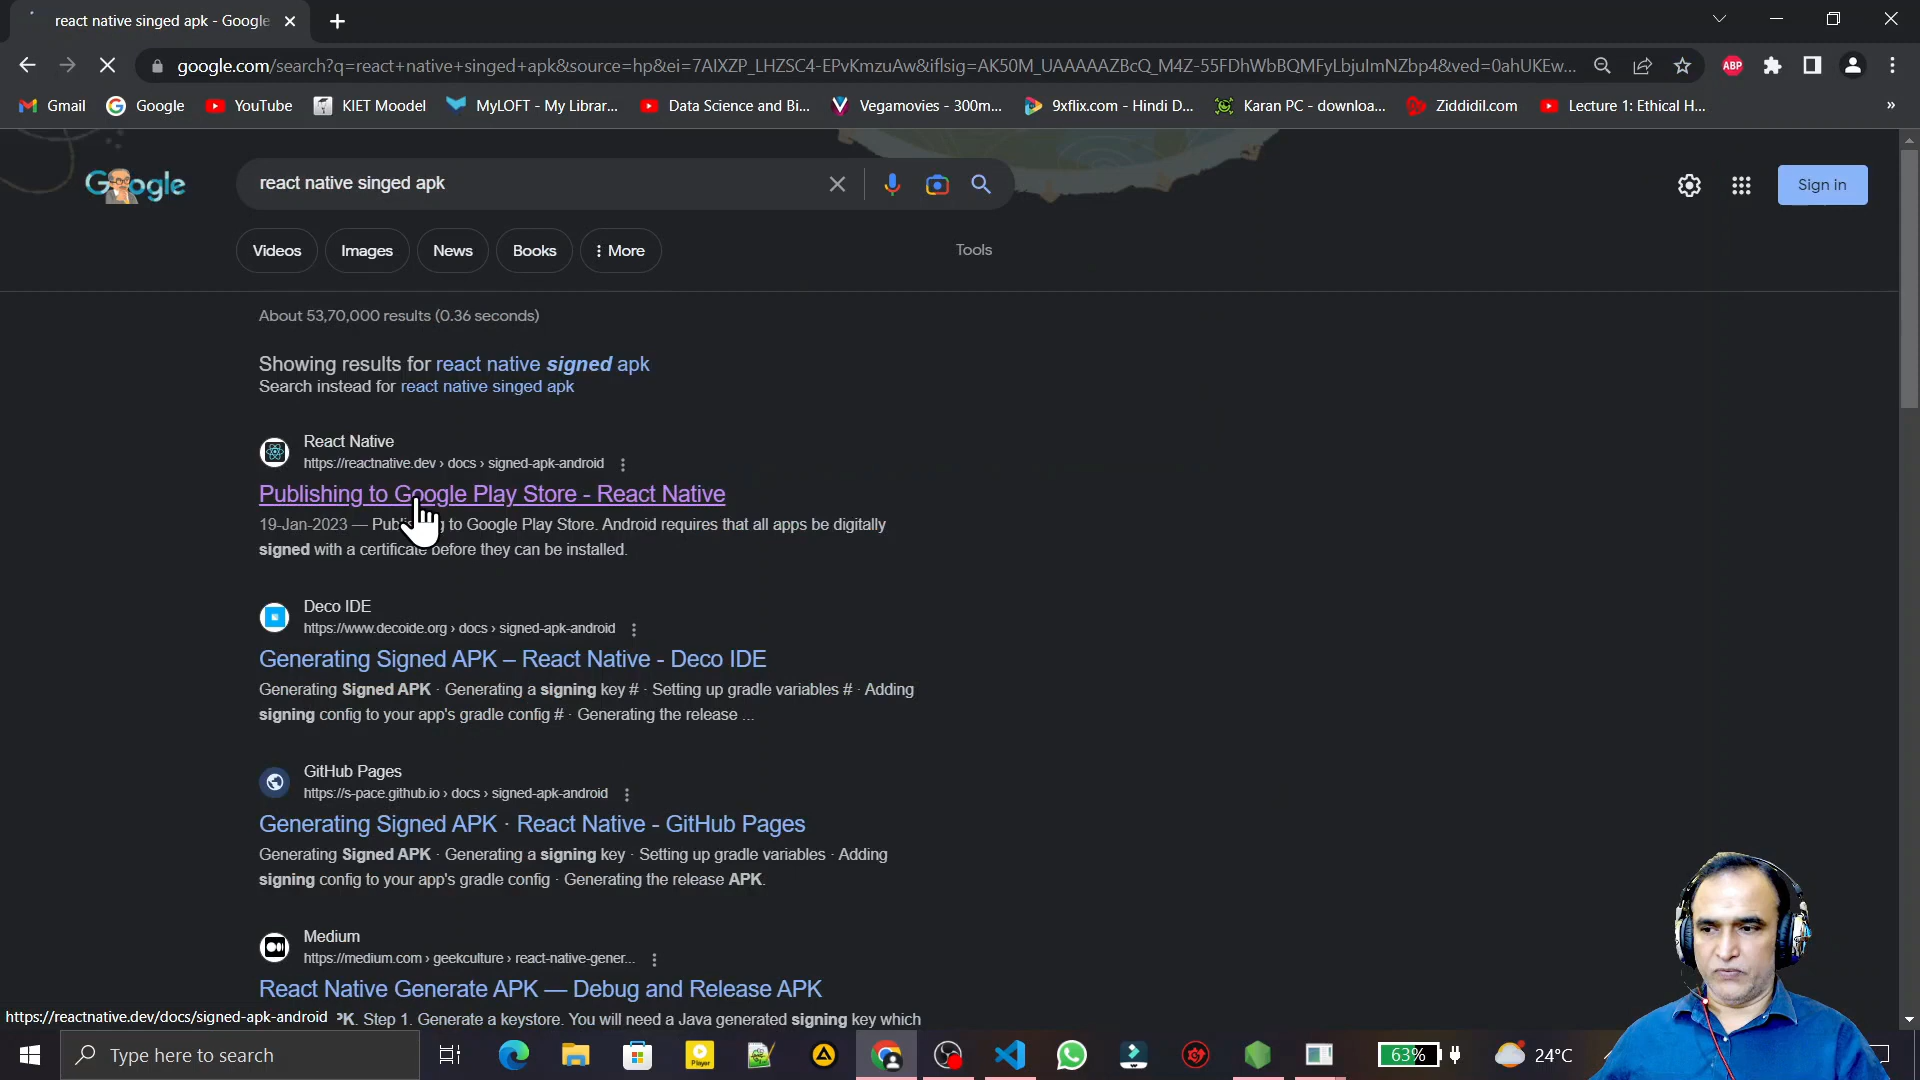 react native singed apk - Google
google.com/search?q=react+native+singed+apk&source=hp&ei=7AIXZP_LHZSC4-EPvKmzuAw&iflsig=AK50M_UAAAAAZBcQ_M4Z-55FDhWbBQMFyLbjulmNZbp4&ved=0ahUKEw...
ABP
Gmail Google YouTube KIET Moodel MyLOFT - My Librar... Data Science and Bi... Vegamovies - 300m... 9xflix.com - Hindi D... Karan PC - downloa... Ziddidil.com Lecture 1: Ethical H... »
react native singed apk
Sign in
Videos Images News Books More Tools
About 53,70,000 results (0.36 seconds)
Showing results for react native signed apk
Search instead for react native singed apk
React Native
https://reactnative.dev › docs › signed-apk-android
Publishing to Google Play Store - React Native
19-Jan-2023 — to Google Play Store. Android requires that all apps be digitally
signed with a certificate before they can be installed.
Deco IDE
https://www.decoide.org › docs › signed-apk-android
Generating Signed APK – React Native - Deco IDE
Generating Signed APK · Generating a signing key # · Setting up gradle variables # · Adding
signing config to your app's gradle config # · Generating the release ...
GitHub Pages
https://s-pace.github.io › docs › signed-apk-android
Generating Signed APK · React Native - GitHub Pages
Generating Signed APK · Generating a signing key · Setting up gradle variables · Adding
signing config to your app's gradle config · Generating the release APK.
Medium
https://medium.com › geekculture › react-native-gener...
React Native Generate APK — Debug and Release APK
https://reactnative.dev/docs/signed-apk-android PK. Step 1. Generate a keystore. You will need a Java generated signing key which
Type here to search
Player
63%
24°C